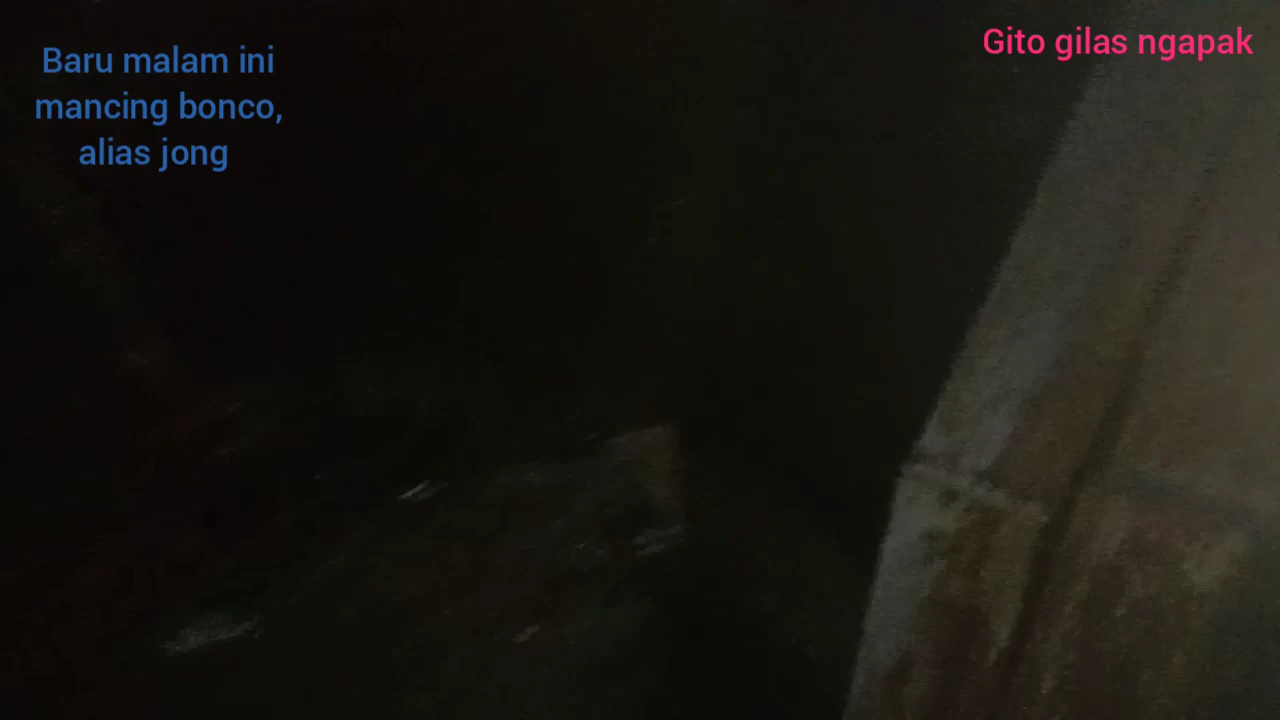 Baru malam ini
mancing bonco,
alias jong
Gito gilas ngapak